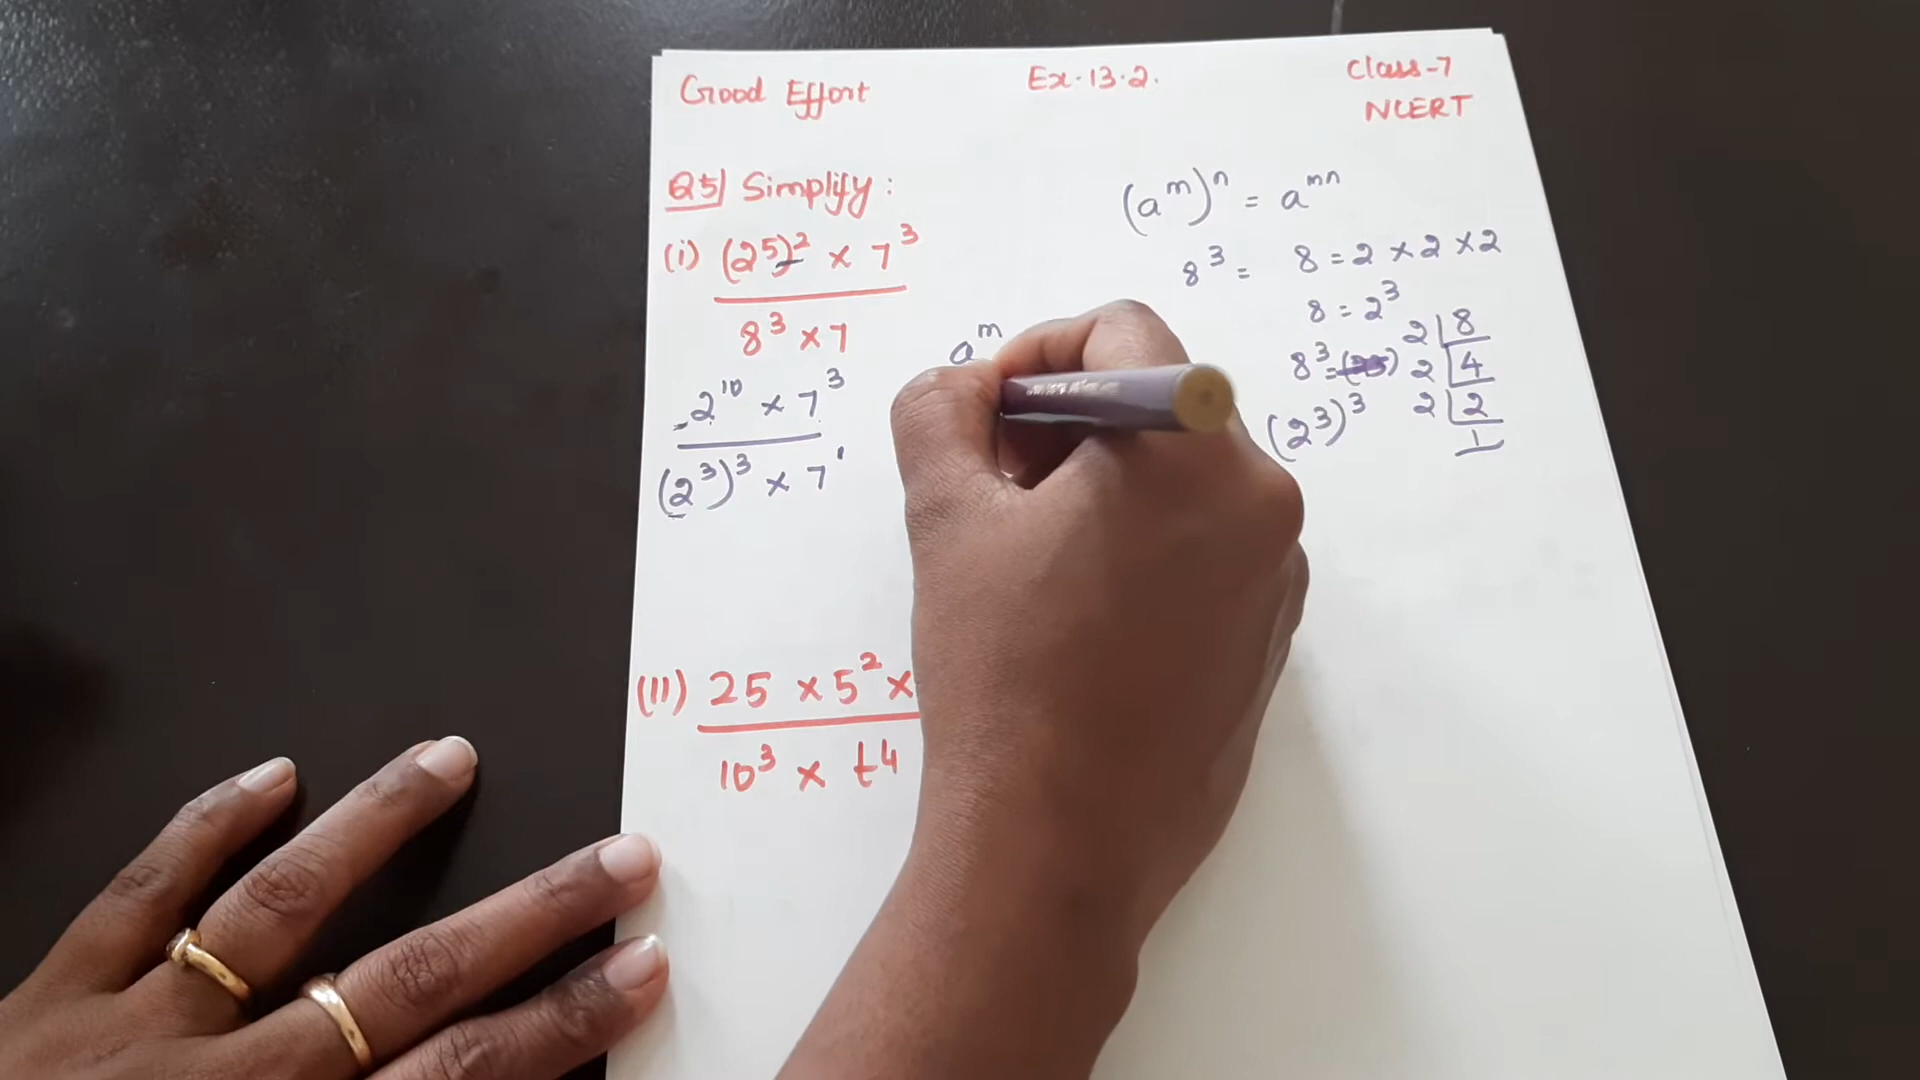 Good Effort Ex.13.2. Class-7
NCERT
Q5) Simplify:
(i) (2⁵)² × 7³
8³ × 7
2¹⁰ × 7³
(2³)³ × 7¹
aᵐ
(aᵐ)ⁿ = aᵐⁿ
8³ = 8 = 2 × 2 × 2
8 = 2³
8³ =
(2³)³
2 8
2 4
2 2
1
(II) 25 × 5² ×
10³ × t⁴